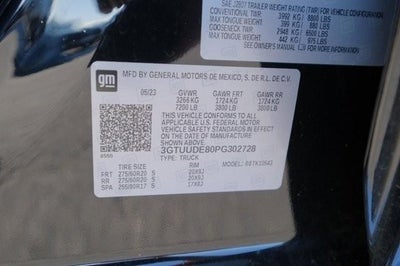 SAE J2807 TRAILER WEIGHT RATING (TWR) FOR VEHICLE CONFIGURATION
CONVENTIONAL TWR: 3992 KG 8800 LBS
MAX TONGUE WEIGHT: 399 KG 880 LBS
GOOSENECK TWR: 2948 KG 6500 LBS
MAX TONGUE WEIGHT: 442 KG 975 LBS
SEE OWNER'S MANUAL FOR
gm
MFD BY GENERAL MOTORS DE MEXICO, S. DE R.L. DE C.V.
05/23 GVWR GAWR FRT GAWR RR
3266 KG 1724 KG 1724 KG
7200 LB 3800 LB 3800 LB
THIS VEHICLE CONFORMS TO ALL APPLICABLE
U.S. FEDERAL MOTOR VEHICLE
SAFETY STANDARDS IN EFFECT ON THE DATE
OF MANUFACTURE SHOWN ABOVE.
3GTUUDE80PG302728
TYPE: TRUCK
TIRE SIZE RIM MODEL:
FRT 275/60R20 S 20X9J
RR 275/60R20 S 20X9J
SPA 255/80R17 S 17X8J